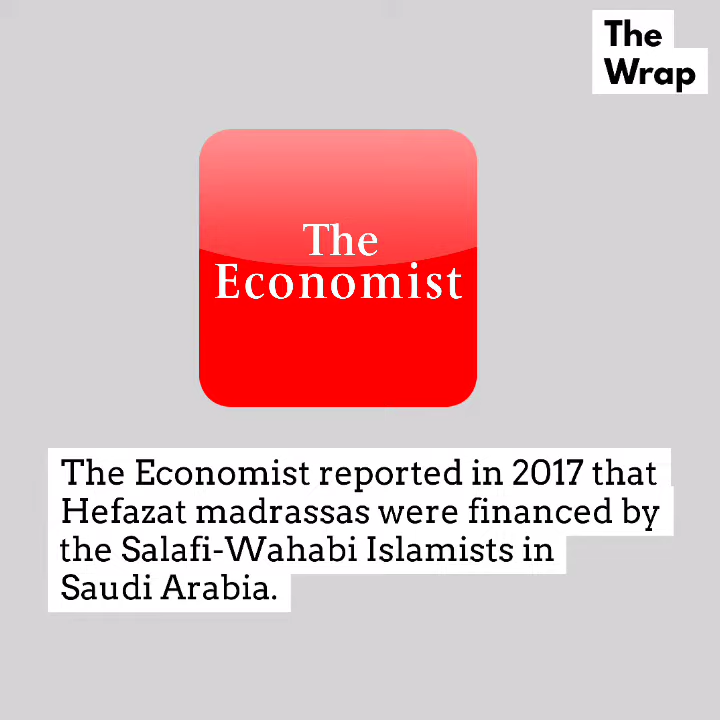 The
Wrap
The
Economist
The Economist reported in 2017 that
Hefazat madrassas were financed by
the Salafi-Wahabi Islamists in
Saudi Arabia.